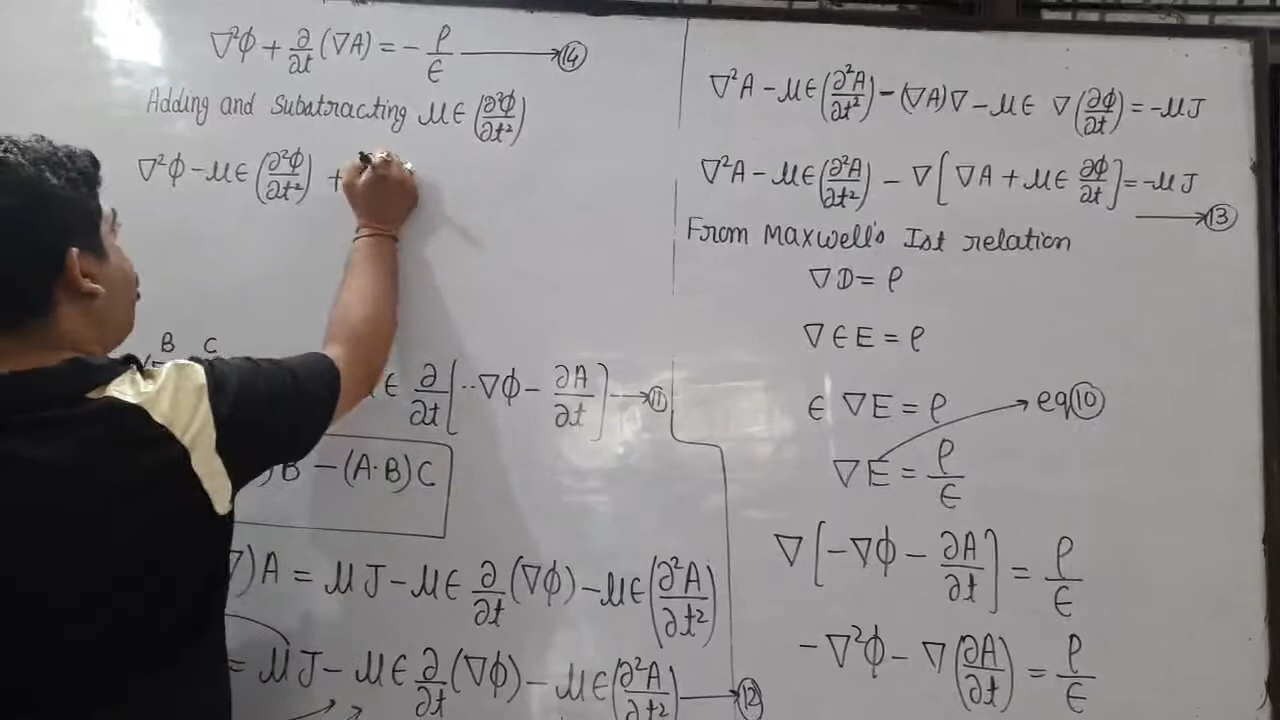 ∇²Φ + ∂/∂t (∇A) = - ρ/ϵ → (14)
Adding and Substracting μϵ (∂²Φ/∂t²)
∇²Φ - μϵ (∂²Φ/∂t²) +
B C
ϵ ∂/∂t [··∇Φ - ∂A/∂t] → (11)
)B - (A·B)C
∇)A = μJ - μϵ ∂/∂t (∇Φ) - μϵ (∂²A/∂t²)
= μJ - μϵ ∂/∂t (∇Φ) - μϵ (∂²A/∂t²) → (12)
∇²A - μϵ (∂²A/∂t²) - (∇A)∇ - μϵ ∇(∂Φ/∂t) = -μJ
∇²A - μϵ (∂²A/∂t²) - ∇[∇A + μϵ ∂Φ/∂t] = -μJ → (13)
From Maxwell's Ist relation
∇D = ρ
∇ϵE = ρ
ϵ ∇E = ρ → eq(10)
∇E = ρ/ϵ
∇[-∇Φ - ∂A/∂t] = ρ/ϵ
-∇²Φ - ∇(∂A/∂t) = ρ/ϵ